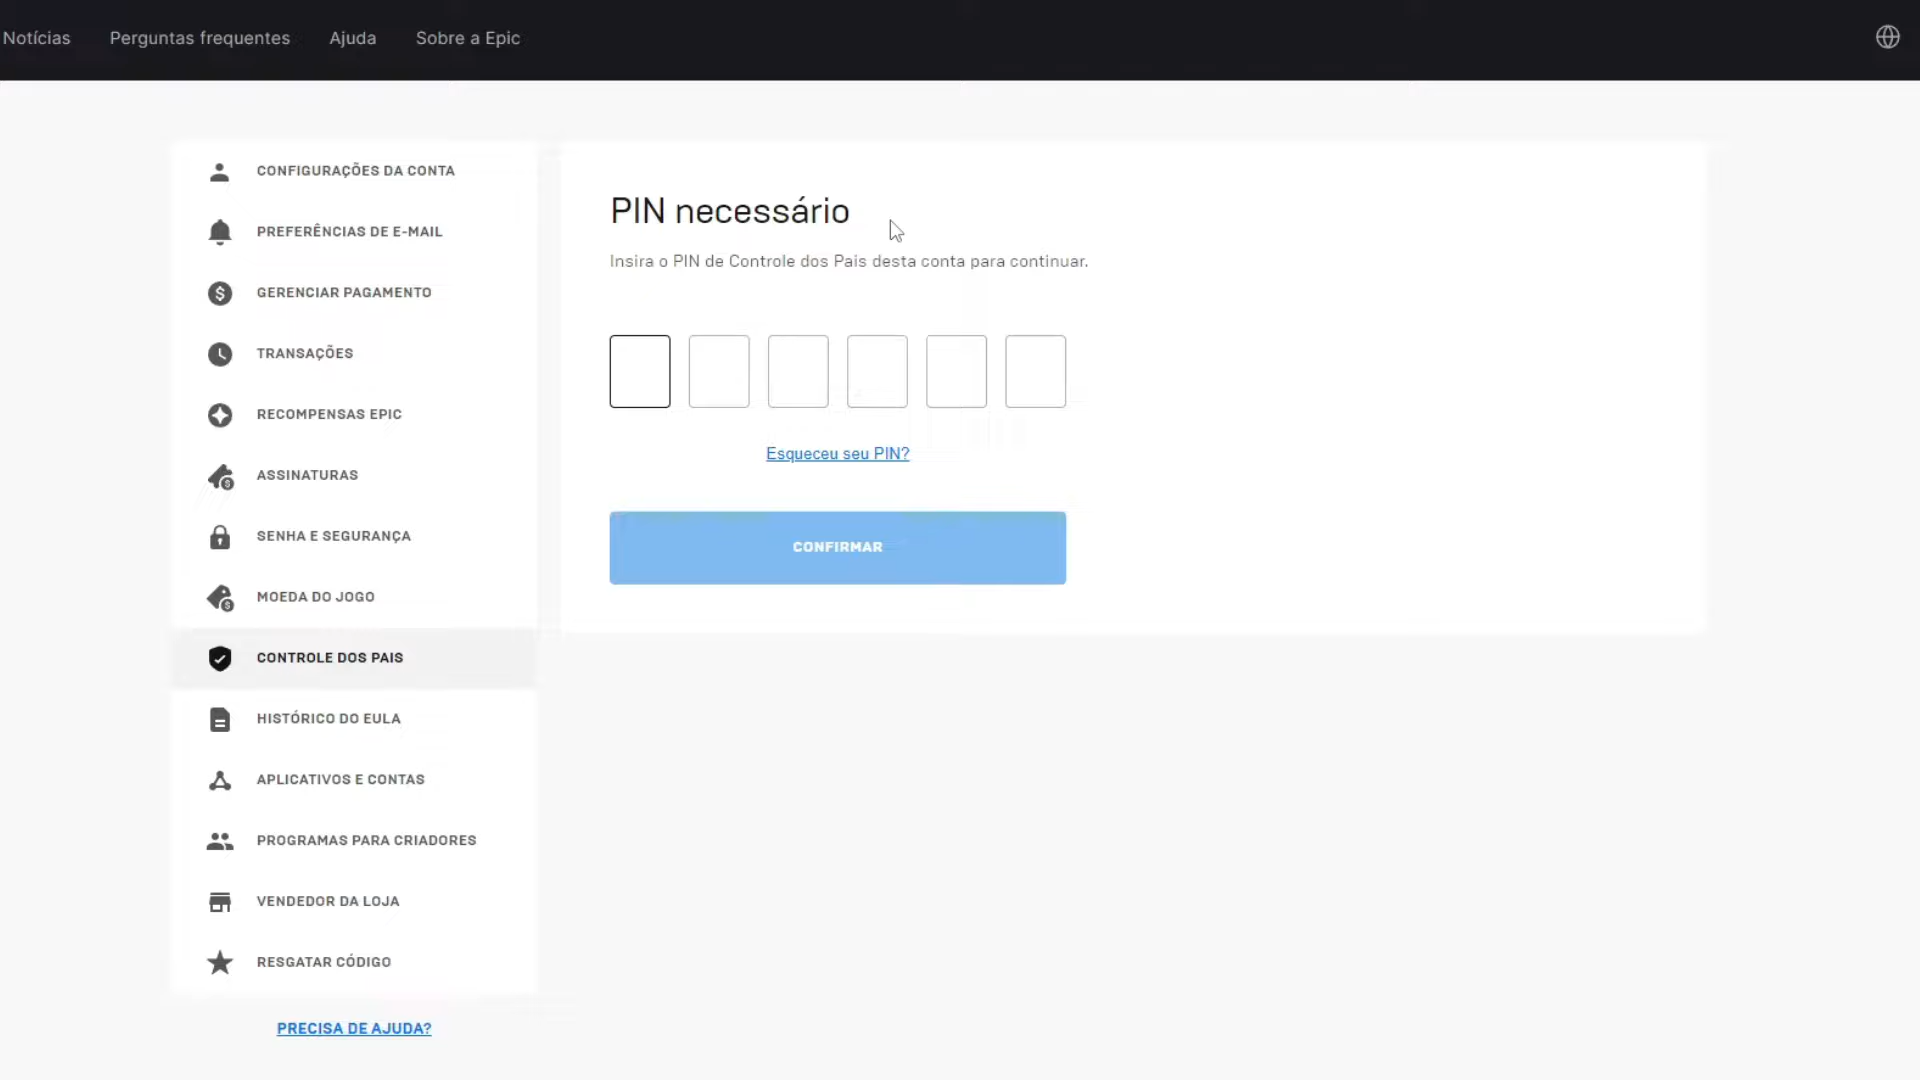 Notícias
Perguntas frequentes
Ajuda
Sobre a Epic
CONFIGURAÇÕES DA CONTA
PREFERÊNCIAS DE E-MAIL
GERENCIAR PAGAMENTO
TRANSAÇÕES
RECOMPENSAS EPIC
ASSINATURAS
SENHA E SEGURANÇA
MOEDA DO JOGO
CONTROLE DOS PAIS
HISTÓRICO DO EULA
APLICATIVOS E CONTAS
PROGRAMAS PARA CRIADORES
VENDEDOR DA LOJA
RESGATAR CÓDIGO
PRECISA DE AJUDA?
PIN necessário
Insira o PIN de Controle dos Pais desta conta para continuar.
Esqueceu seu PIN?
CONFIRMAR